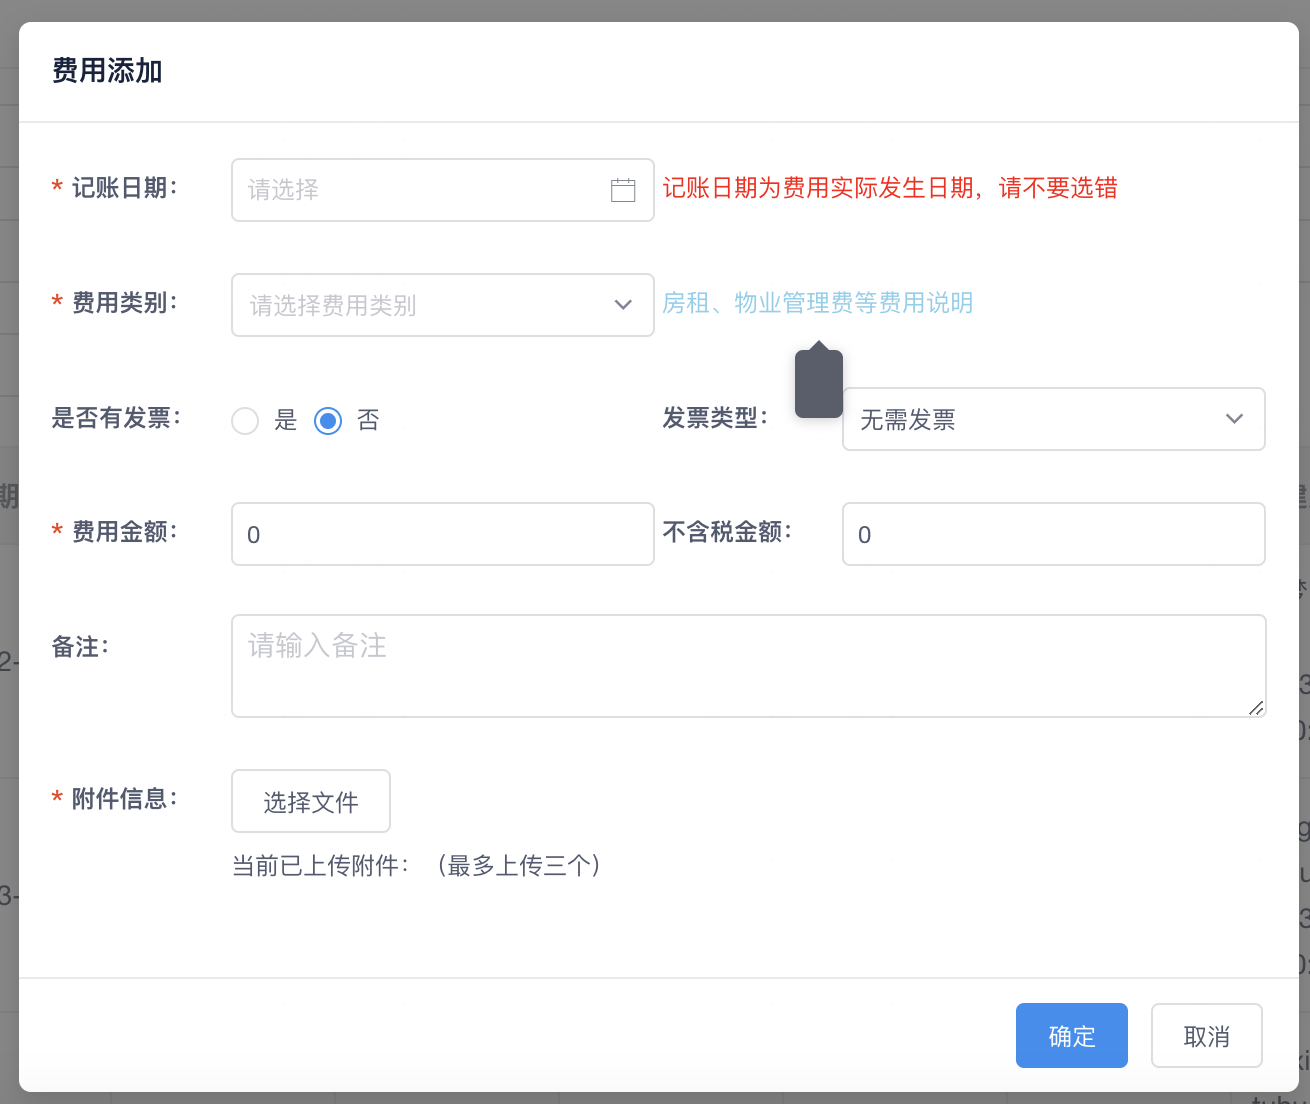 费用添加
* 记账日期： 请选择 记账日期为费用实际发生日期，请不要选错
* 费用类别： 请选择费用类别 房租、物业管理费等费用说明
是否有发票： 是 否 发票类型： 无需发票
* 费用金额： 0 不含税金额： 0
备注： 请输入备注
* 附件信息： 选择文件
当前已上传附件： （最多上传三个）
确定 取消